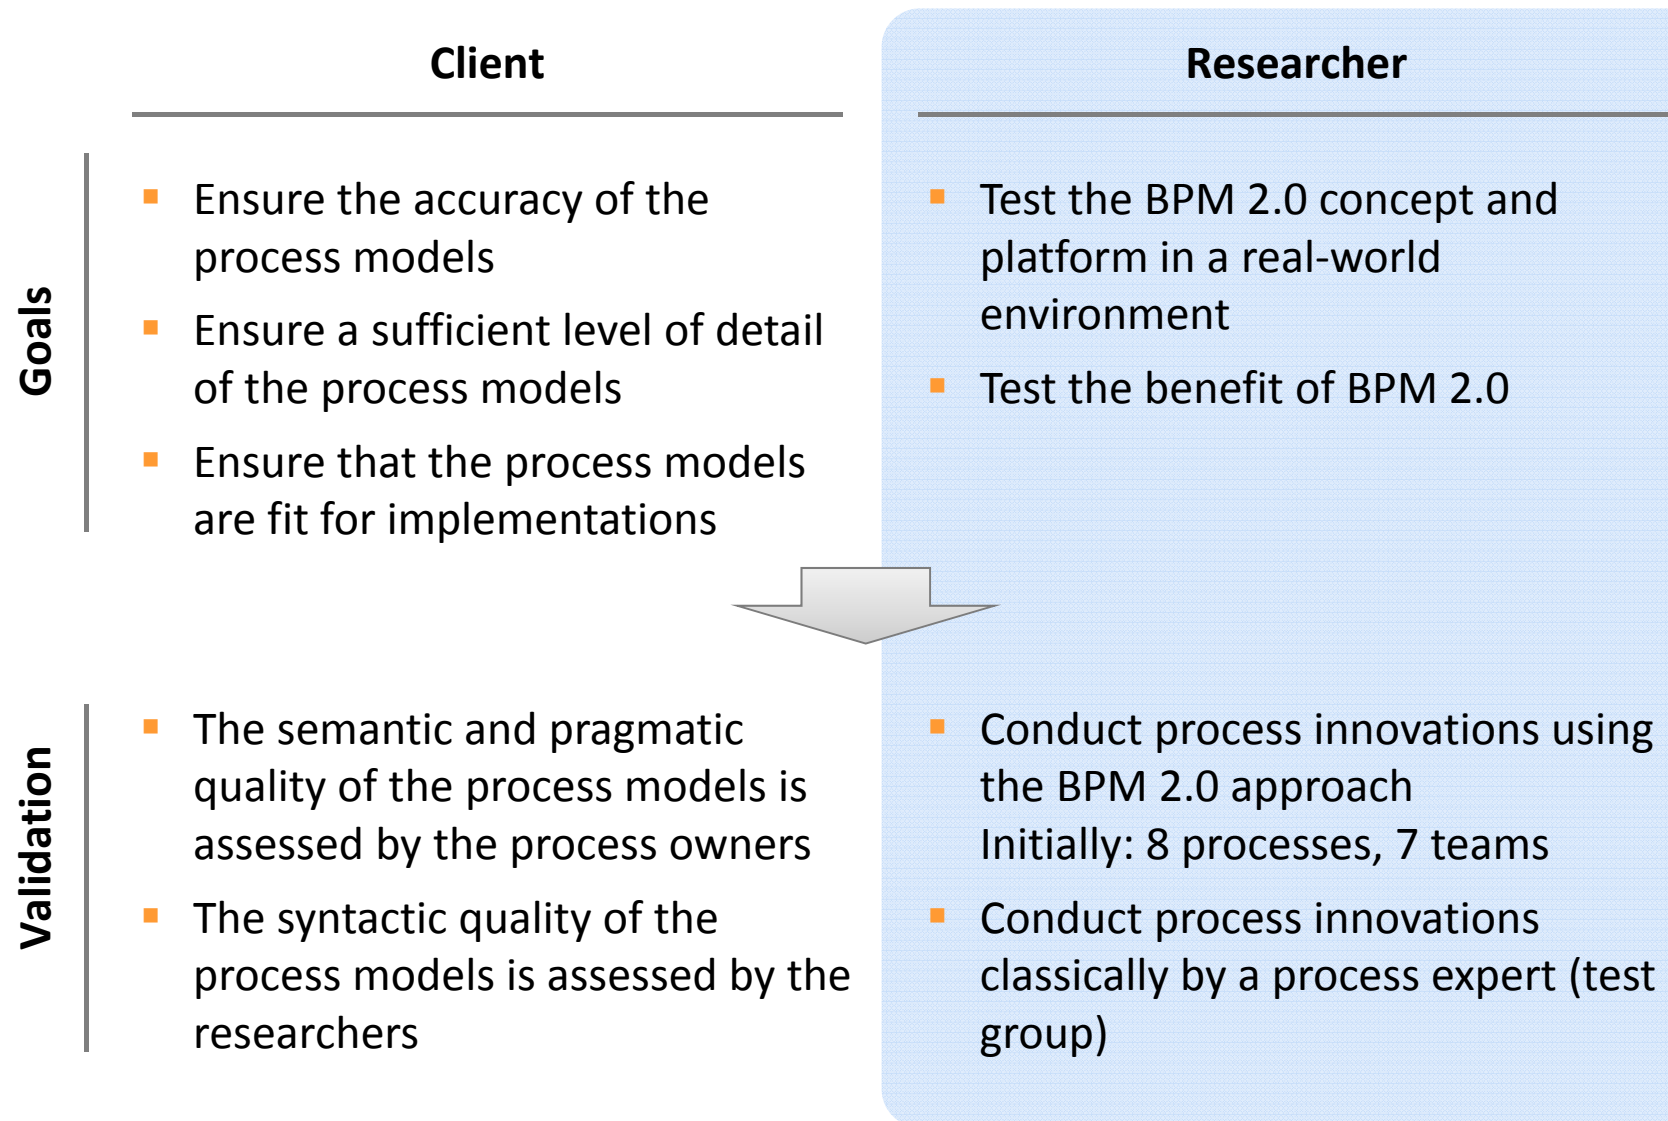 Client
Researcher
Goals
▪ Ensure the accuracy of the
process models
▪ Ensure a sufficient level of detail
of the process models
▪ Ensure that the process models
are fit for implementations
▪ Test the BPM 2.0 concept and
platform in a real-world
environment
▪ Test the benefit of BPM 2.0
Validation
▪ The semantic and pragmatic
quality of the process models is
assessed by the process owners
▪ The syntactic quality of the
process models is assessed by the
researchers
▪ Conduct process innovations using
the BPM 2.0 approach
Initially: 8 processes, 7 teams
▪ Conduct process innovations
classically by a process expert (test
group)